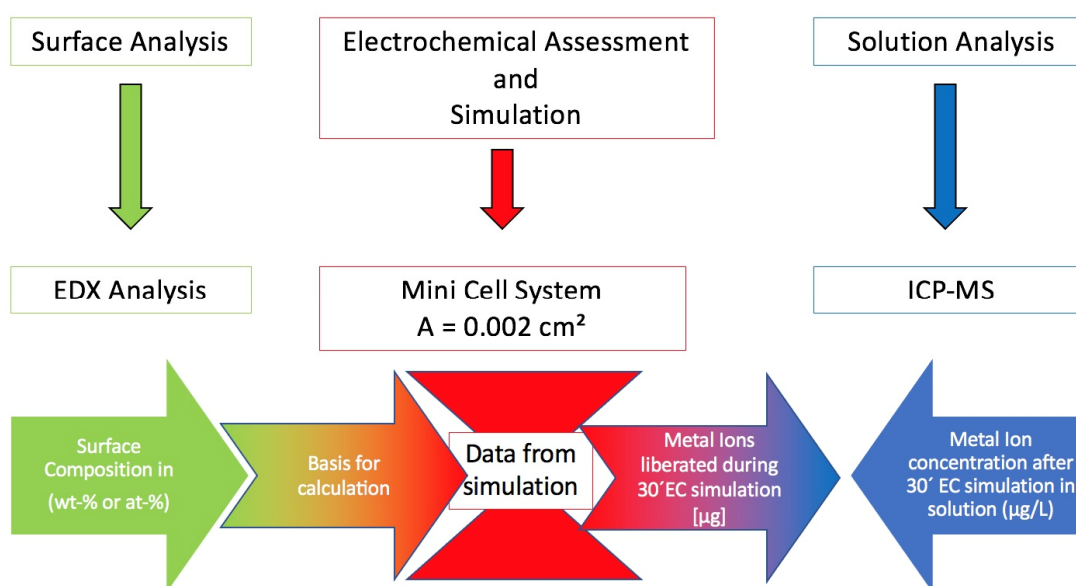 Surface Analysis
Electrochemical Assessment
and
Simulation
Solution Analysis
EDX Analysis
Mini Cell System
A = 0.002 cm²
ICP-MS
Surface
Composition in
(wt-% or at-%)
Basis for
calculation
Data from
simulation
Metal Ions
liberated during
30´EC simulation
[µg]
Metal Ion
concentration after
30´ EC simulation in
solution (µg/L)